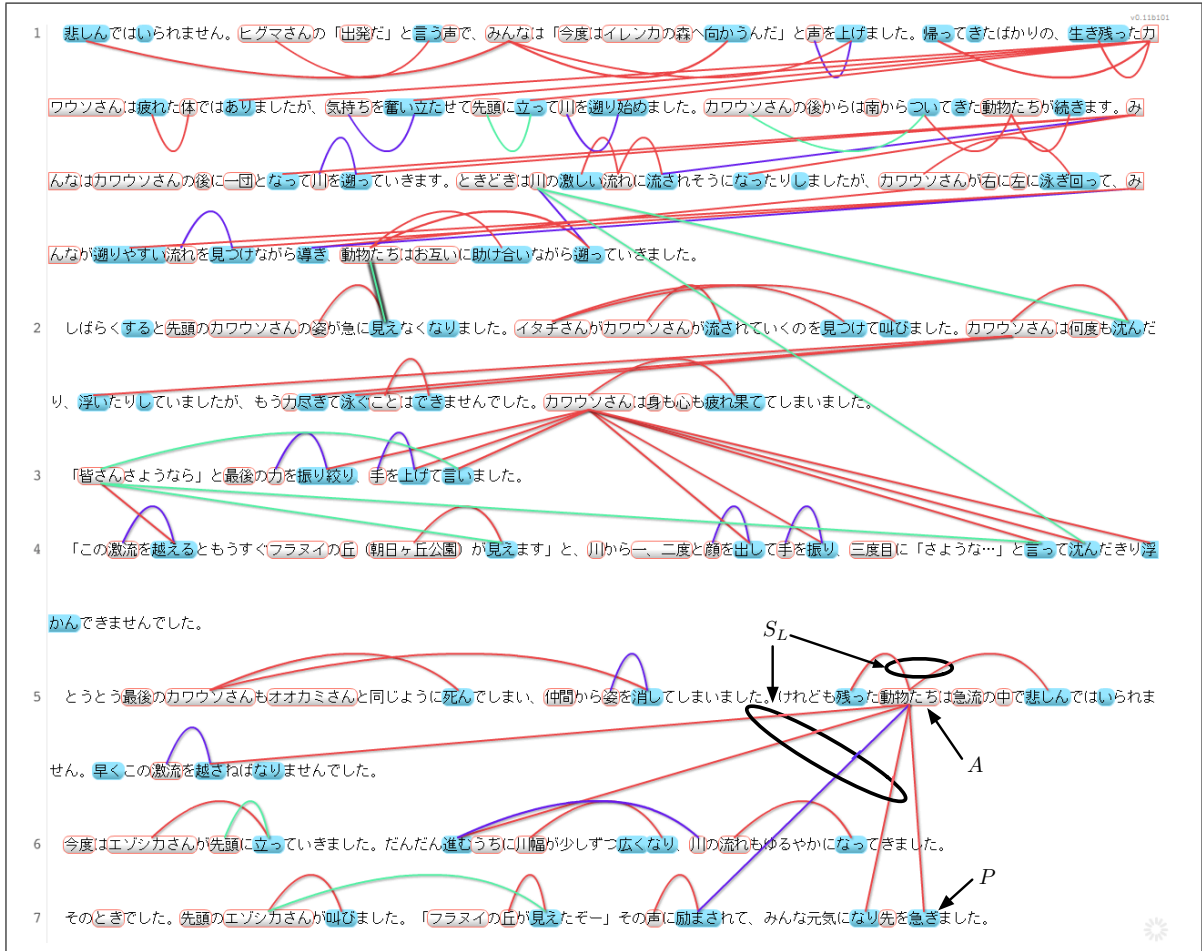 v0.11b101
1 悲しんではいられません。ヒグマさんの「出発だ」と言う声で、みんなは「今度はイレンカの森へ向かうんだ」と声を上げました。帰ってきたばかりの、生き残ったカ
ワウソさんは疲れた体ではありましたが、気持ちを奮い立たせて先頭に立って川を遡り始めました。カワウソさんの後からは南からついてきた動物たちが続きます。み
んなはカワウソさんの後に一団となって川を遡っていきます。ときどきは川の激しい流れに流されそうになったりしましたが、カワウソさんが右に左に泳ぎ回って、み
んなが遡りやすい流れを見つけながら導き、動物たちはお互いに助け合いながら遡っていきました。
2 しばらくすると先頭のカワウソさんの姿が急に見えなくなりました。イタチさんがカワウソさんが流されていくのを見つけて叫びました。カワウソさんは何度も沈んだ
り、浮いたりしていましたが、もう力尽きて泳ぐことはできませんでした。カワウソさんは身も心も疲れ果ててしまいました。
3 「皆さんさようなら」と最後の力を振り絞り、手を上げて言いました。
4 「この激流を越えるともうすぐフラヌイの丘（朝日ヶ丘公園）が見えます」と、川から一、二度と顔を出して手を振り、三度目に「さような…」と言って沈んだきり浮
かんできませんでした。
S_L
5 とうとう最後のカワウソさんもオオカミさんと同じように死んでしまい、仲間から姿を消してしまいました。けれども残った動物たちは急流の中で悲しんではいられま
A
せん。早くこの激流を越さねばなりませんでした。
6 今度はエゾシカさんが先頭に立っていきました。だんだん進むうちに川幅が少しずつ広くなり、川の流れもゆるやかになってきました。
P
7 そのときでした。先頭のエゾシカさんが叫びました。「フラヌイの丘が見えたぞー」その声に励まされて、みんな元気になり先を急ぎました。